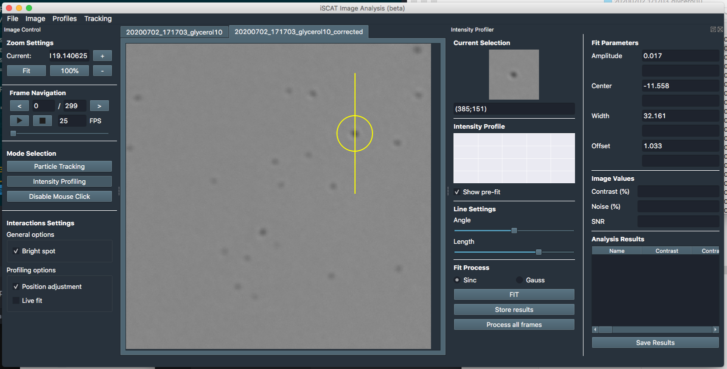 iSCAT Image Analysis (beta)
File Image Profiles Tracking
Image Control
Zoom Settings
Current: 119.140625 +
Fit 100% -
Frame Navigation
< 0 / 299 >
25 FPS
Mode Selection
Particle Tracking
Intensity Profiling
Disable Mouse Click
Interactions Settings
General options
Bright spot
Profiling options
Position adjustment
Live fit
20200702_171703_glycerol10 20200702_171703_glycerol10_corrected
Intensity Profiler
Current Selection
(385;151)
Intensity Profile
Show pre-fit
Line Settings
Angle
Length
Fit Process
Sinc Gauss
FIT
Store results
Process all frames
Fit Parameters
Amplitude 0.017
Center -11.558
Width 32.161
Offset 1.033
Image Values
Contrast (%)
Noise (%)
SNR
Analysis Results
Name Contrast Contra
Save Results